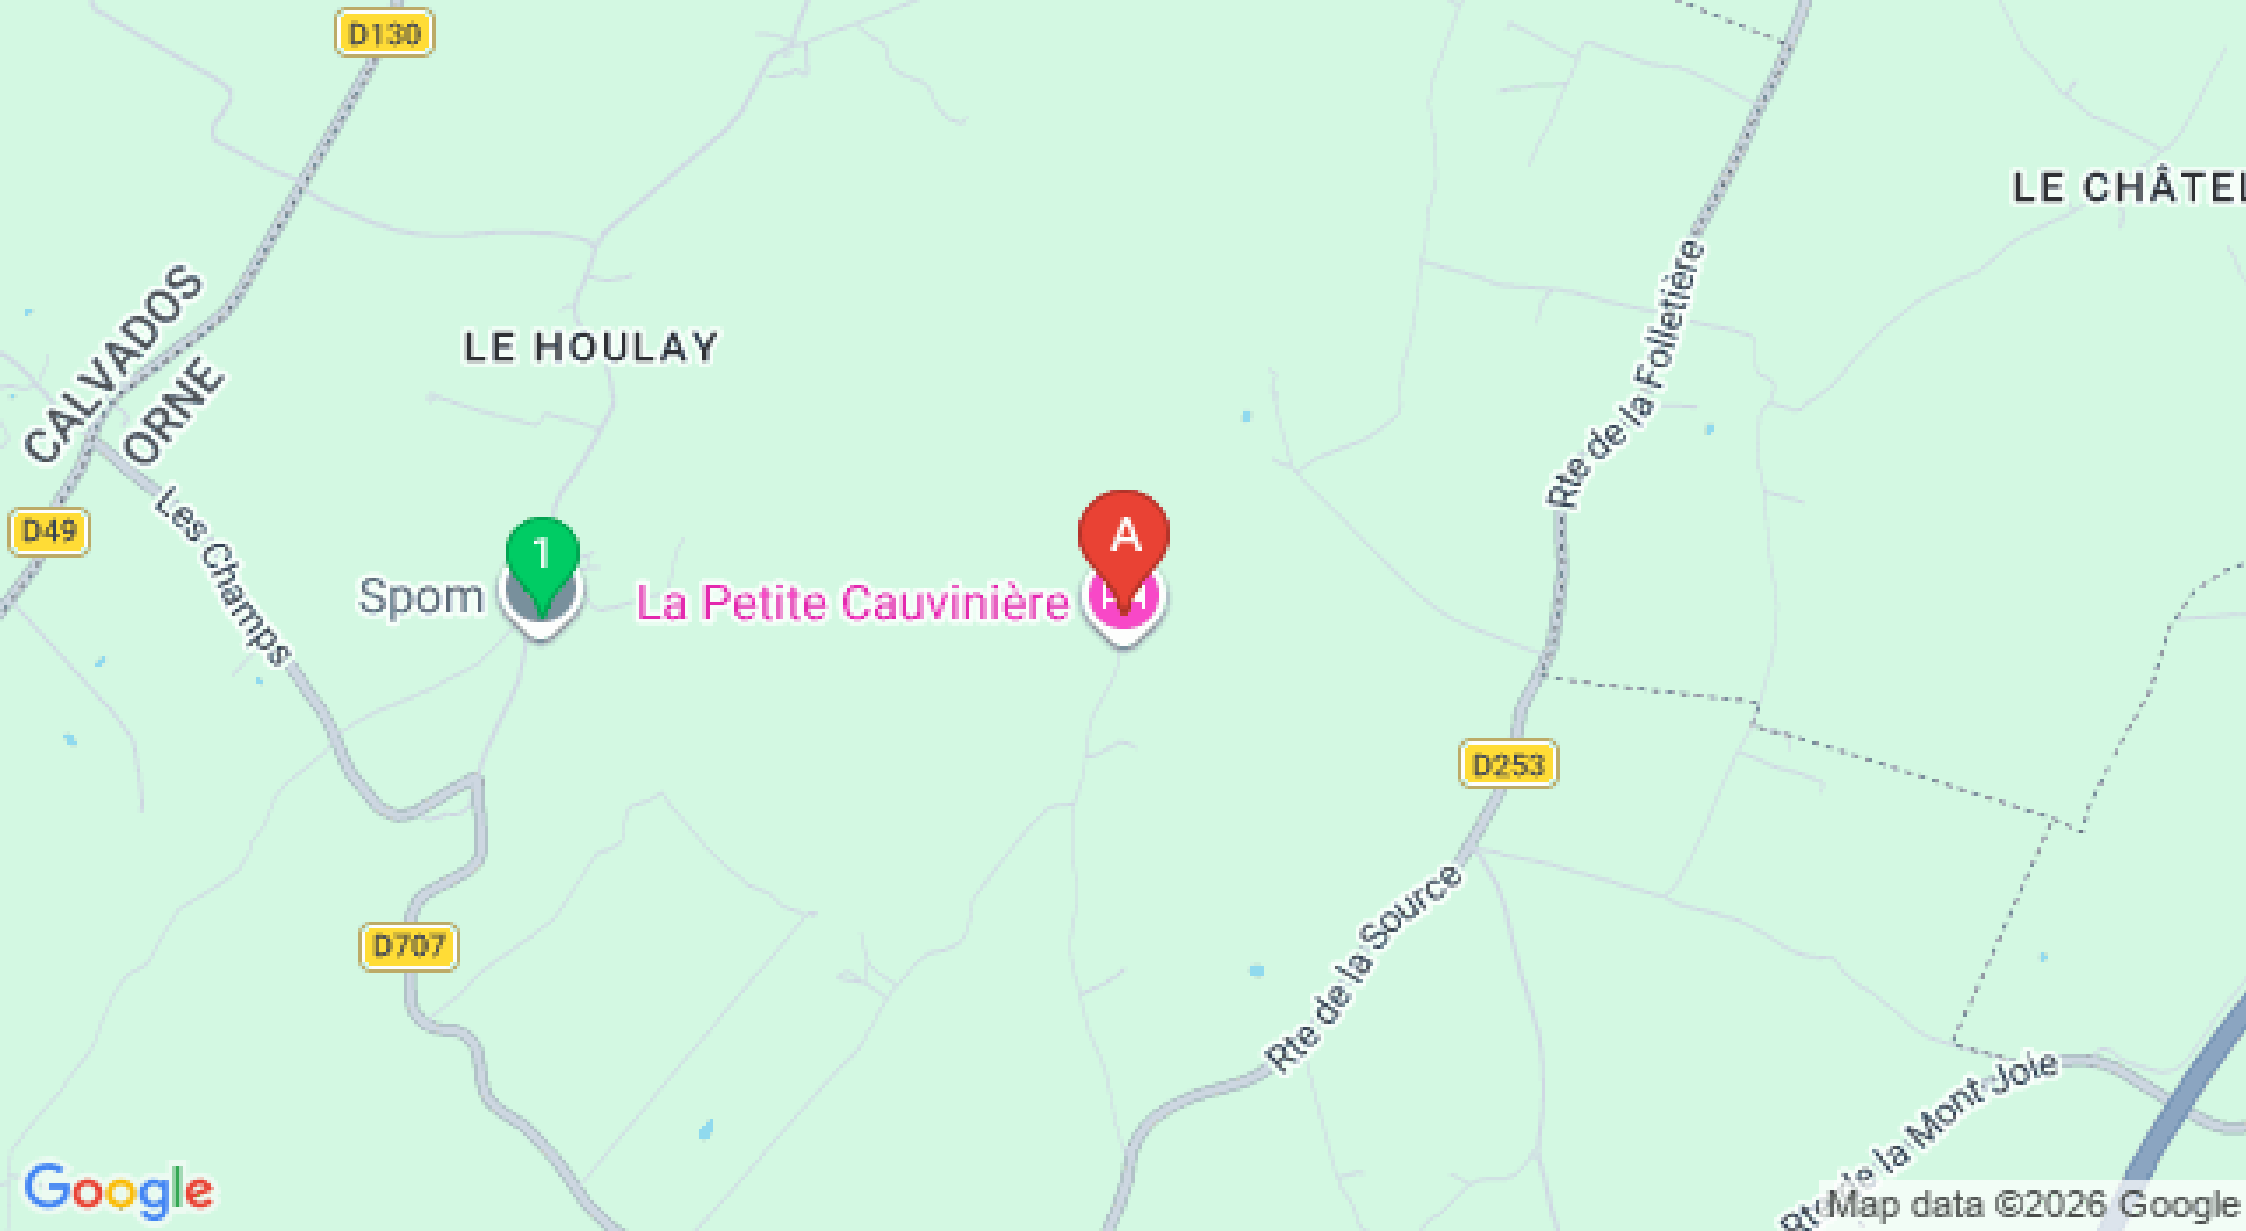 D130
LE CHÂTEL
CALVADOS
ORNE
LE HOULAY
Rte de la Folletière
D49
Les Champs
1
Spom
A
La Petite Cauvinière
D253
D707
Rte de la Source
Rte de la Mont Joie
Google
Map data ©2026 Google